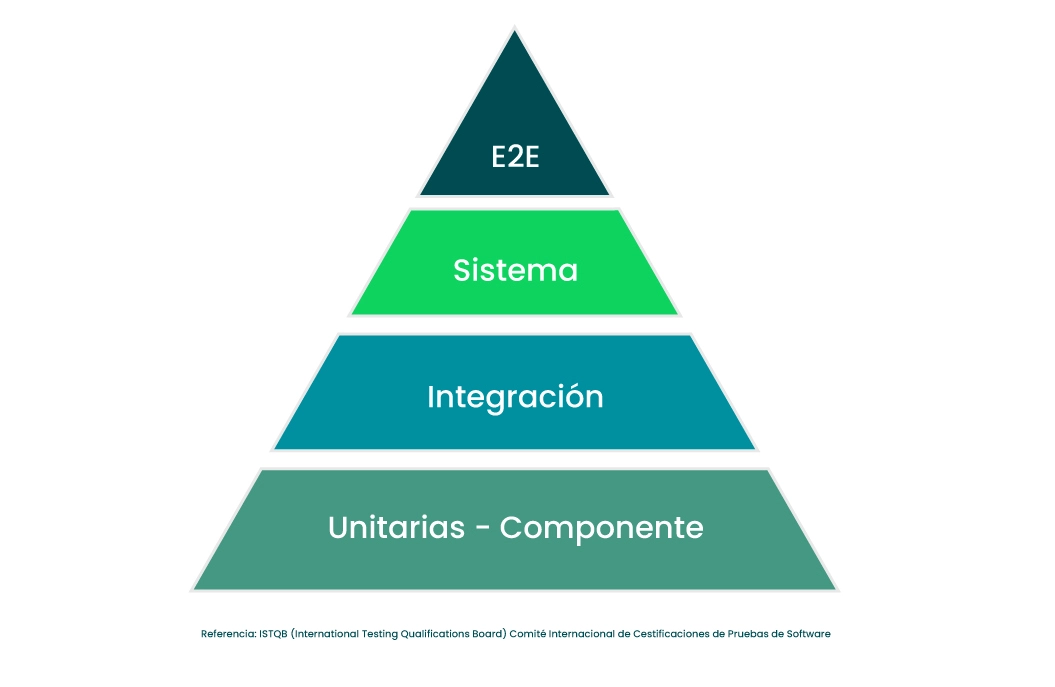 E2E
Sistema
Integración
Unitarias - Componente
Referencia: ISTQB (International Testing Qualifications Board) Comité Internacional de Cestificaciones de Pruebas de Software